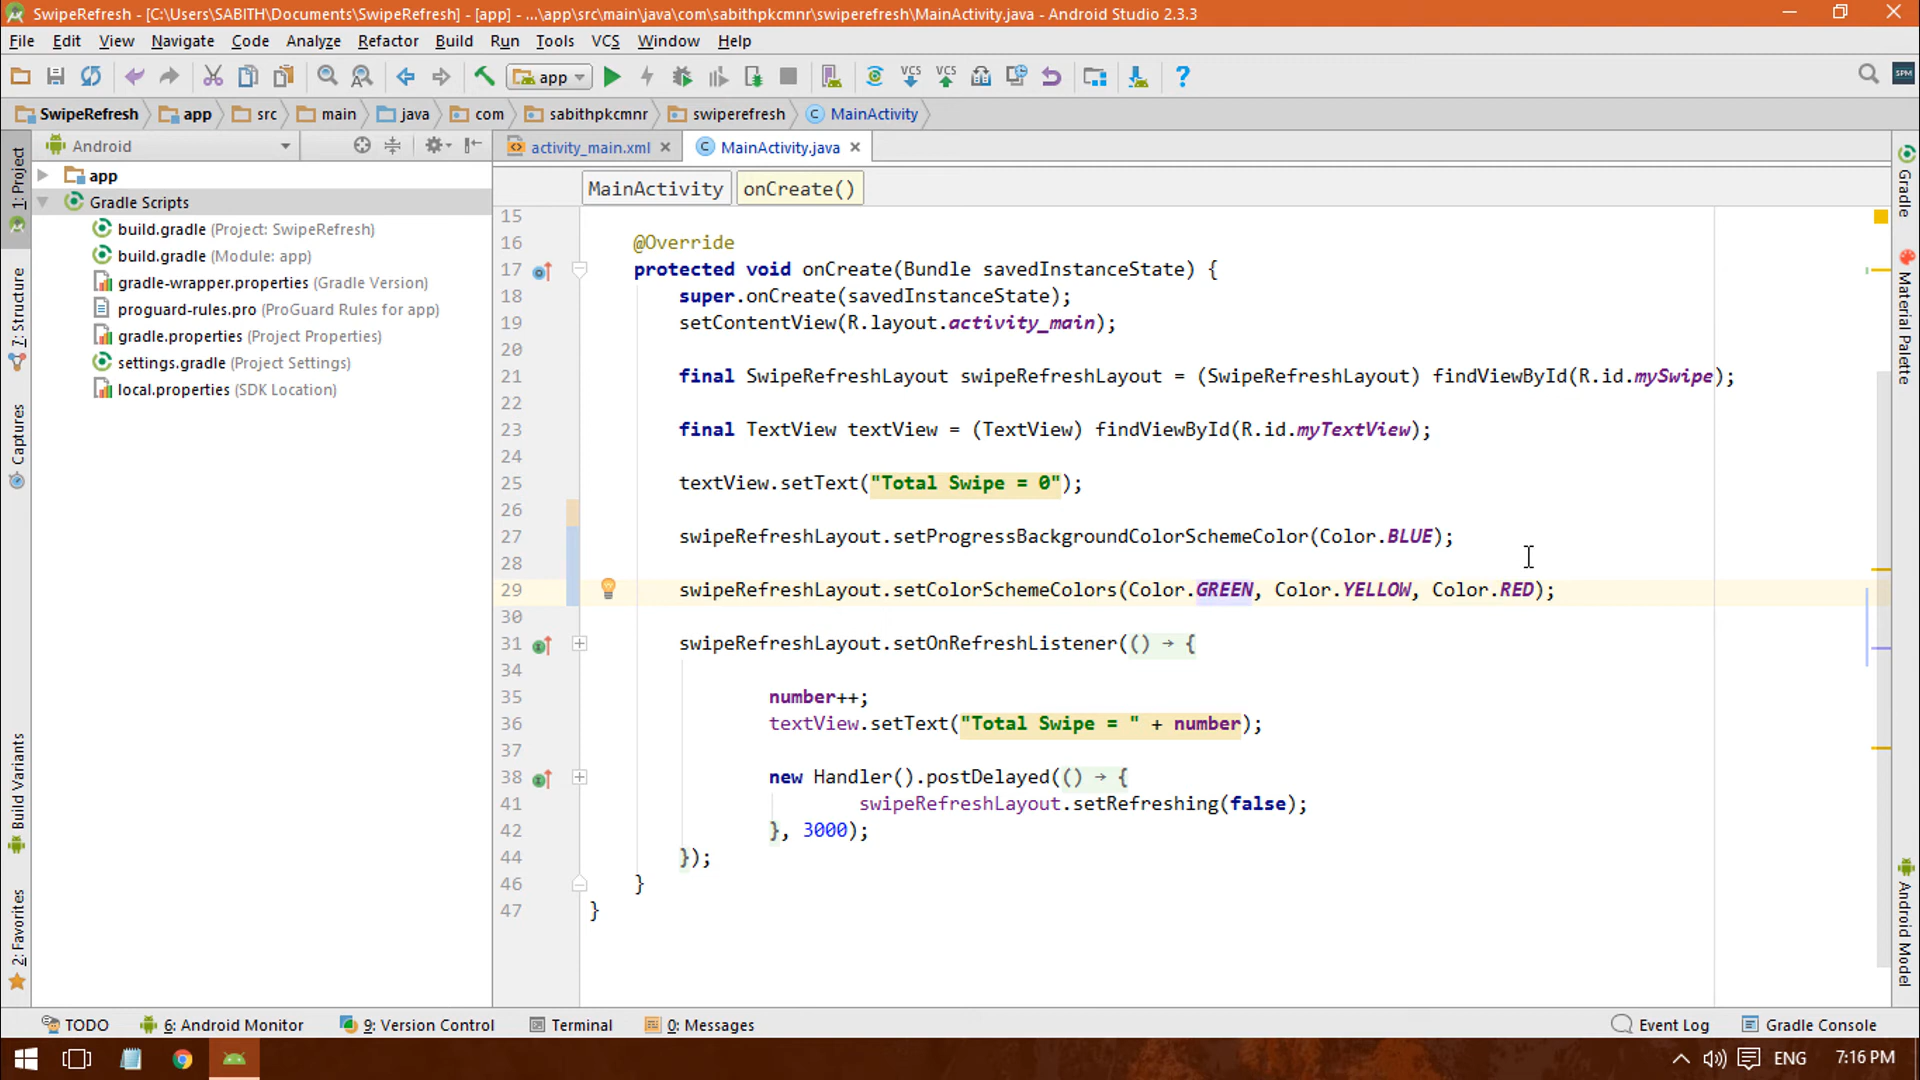 SwipeRefresh - [C:\Users\SABITH\Documents\SwipeRefresh] - [app] - ...\app\src\main\java\com\sabithpkcmnr\swiperefresh\MainActivity.java - Android Studio 2.3.3
File Edit View Navigate Code Analyze Refactor Build Run Tools VCS Window Help
app VCS VCS ? SPM
SwipeRefresh app src main java com sabithpkcmnr swiperefresh MainActivity
Android
activity_main.xml MainActivity.java
MainActivity onCreate()
1: Project
7: Structure
Captures
Build Variants
2: Favorites
app
Gradle Scripts
build.gradle (Project: SwipeRefresh)
build.gradle (Module: app)
gradle-wrapper.properties (Gradle Version)
proguard-rules.pro (ProGuard Rules for app)
gradle.properties (Project Properties)
settings.gradle (Project Settings)
local.properties (SDK Location)
15
16 @Override
17 protected void onCreate(Bundle savedInstanceState) {
18 super.onCreate(savedInstanceState);
19 setContentView(R.layout.activity_main);
20
21 final SwipeRefreshLayout swipeRefreshLayout = (SwipeRefreshLayout) findViewById(R.id.mySwipe);
22
23 final TextView textView = (TextView) findViewById(R.id.myTextView);
24
25 textView.setText("Total Swipe = 0");
26
27 swipeRefreshLayout.setProgressBackgroundColorSchemeColor(Color.BLUE);
28
29 swipeRefreshLayout.setColorSchemeColors(Color.GREEN, Color.YELLOW, Color.RED);
30
31 swipeRefreshLayout.setOnRefreshListener(() → {
34
35 number++;
36 textView.setText("Total Swipe = " + number);
37
38 new Handler().postDelayed(() → {
41 swipeRefreshLayout.setRefreshing(false);
42 }, 3000);
44 });
46 }
47 }
Gradle
Material Palette
Android Model
TODO 6: Android Monitor 9: Version Control Terminal 0: Messages Event Log Gradle Console
ENG 7:16 PM